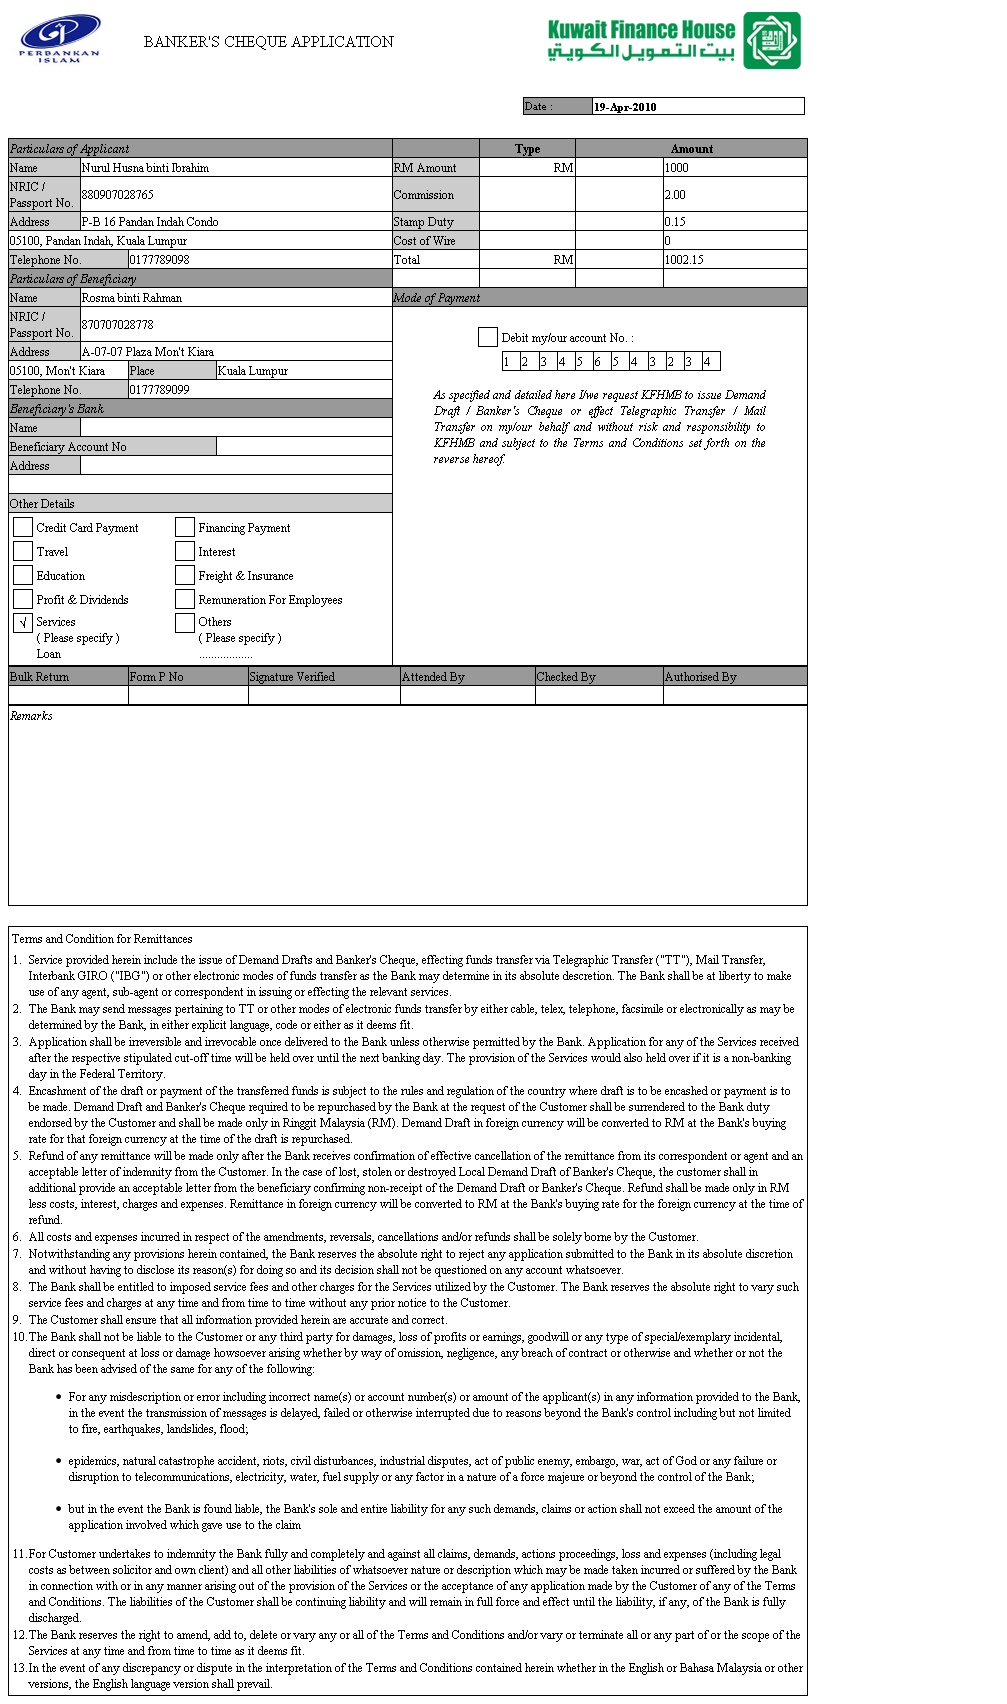 PERBANKAN
ISLAM
BANKER'S CHEQUE APPLICATION
Kuwait Finance House
بيت التمويل الكويتي
Date : 19-Apr-2010
Particulars of Applicant Type Amount
Name Nurul Husna binti Ibrahim RM Amount RM 1000
NRIC / Passport No. 880907028765 Commission 2.00
Address P-B 16 Pandan Indah Condo Stamp Duty 0.15
05100, Pandan Indah, Kuala Lumpur Cost of Wire 0
Telephone No. 0177789098 Total RM 1002.15
Particulars of Beneficiary
Name Rosma binti Rahman Mode of Payment
NRIC / Passport No. 870707028778
Debit my/our account No. :
Address A-07-07 Plaza Mon't Kiara
1 2 3 4 5 6 5 4 3 2 3 4
05100, Mon't Kiara Place Kuala Lumpur
Telephone No. 0177789099
As specified and detailed here I/we request KFHMB to issue Demand
Draft / Banker's Cheque or effect Telegraphic Transfer / Mail
Transfer on my/our behalf and without risk and responsibility to
KFHMB and subject to the Terms and Conditions set forth on the
reverse hereof.
Beneficiary's Bank
Name
Beneficiary Account No
Address
Other Details
Credit Card Payment Financing Payment
Travel Interest
Education Freight & Insurance
Profit & Dividends Remuneration For Employees
√ Services Others
( Please specify ) ( Please specify )
Loan ..................
Bulk Return Form P No Signature Verified Attended By Checked By Authorised By
Remarks
Terms and Condition for Remittances
1. Service provided herein include the issue of Demand Drafts and Banker's Cheque, effecting funds transfer via Telegraphic Transfer ("TT"), Mail Transfer,
Interbank GIRO ("IBG") or other electronic modes of funds transfer as the Bank may determine in its absolute descretion. The Bank shall be at liberty to make
use of any agent, sub-agent or correspondent in issuing or effecting the relevant services.
2. The Bank may send messages pertaining to TT or other modes of electronic funds transfer by either cable, telex, telephone, facsimile or electronically as may be
determined by the Bank, in either explicit language, code or either as it deems fit.
3. Application shall be irreversible and irrevocable once delivered to the Bank unless otherwise permitted by the Bank. Application for any of the Services received
after the respective stipulated cut-off time will be held over until the next banking day. The provision of the Services would also held over if it is a non-banking
day in the Federal Territory.
4. Encashment of the draft or payment of the transferred funds is subject to the rules and regulation of the country where draft is to be encashed or payment is to
be made. Demand Draft and Banker's Cheque required to be repurchased by the Bank at the request of the Customer shall be surrendered to the Bank duty
endorsed by the Customer and shall be made only in Ringgit Malaysia (RM). Demand Draft in foreign currency will be converted to RM at the Bank's buying
rate for that foreign currency at the time of the draft is repurchased.
5. Refund of any remittance will be made only after the Bank receives confirmation of effective cancellation of the remittance from its correspondent or agent and an
acceptable letter of indemnity from the Customer. In the case of lost, stolen or destroyed Local Demand Draft of Banker's Cheque, the customer shall in
additional provide an acceptable letter from the beneficiary confirming non-receipt of the Demand Draft or Banker's Cheque. Refund shall be made only in RM
less costs, interest, charges and expenses. Remittance in foreign currency will be converted to RM at the Bank's buying rate for the foreign currency at the time of
refund.
6. All costs and expenses incurred in respect of the amendments, reversals, cancellations and/or refunds shall be solely borne by the Customer.
7. Notwithstanding any provisions herein contained, the Bank reserves the absolute right to reject any application submitted to the Bank in its absolute discretion
and without having to disclose its reason(s) for doing so and its decision shall not be questioned on any account whatsoever.
8. The Bank shall be entitled to imposed service fees and other charges for the Services utilized by the Customer. The Bank reserves the absolute right to vary such
service fees and charges at any time and from time to time without any prior notice to the Customer.
9. The Customer shall ensure that all information provided herein are accurate and correct.
10. The Bank shall not be liable to the Customer or any third party for damages, loss of profits or earnings, goodwill or any type of special/exemplary incidental,
direct or consequent at loss or damage howsoever arising whether by way of omission, negligence, any breach of contract or otherwise and whether or not the
Bank has been advised of the same for any of the following:
• For any misdescription or error including incorrect name(s) or account number(s) or amount of the applicant(s) in any information provided to the Bank,
in the event the transmission of messages is delayed, failed or otherwise interrupted due to reasons beyond the Bank's control including but not limited
to fire, earthquakes, landslides, flood;
• epidemics, natural catastrophe accident, riots, civil disturbances, industrial disputes, act of public enemy, embargo, war, act of God or any failure or
disruption to telecommunications, electricity, water, fuel supply or any factor in a nature of a force majeure or beyond the control of the Bank;
• but in the event the Bank is found liable, the Bank's sole and entire liability for any such demands, claims or action shall not exceed the amount of the
application involved which gave use to the claim
11. For Customer undertakes to indemnity the Bank fully and completely and against all claims, demands, actions proceedings, loss and expenses (including legal
costs as between solicitor and own client) and all other liabilities of whatsoever nature or description which may be made taken incurred or suffered by the Bank
in connection with or in any manner arising out of the provision of the Services or the acceptance of any application made by the Customer of any of the Terms
and Conditions. The liabilities of the Customer shall be continuing liability and will remain in full force and effect until the liability, if any, of the Bank is fully
discharged.
12. The Bank reserves the right to amend, add to, delete or vary any or all of the Terms and Conditions and/or vary or terminate all or any part of or the scope of the
Services at any time and from time to time as it deems fit.
13. In the event of any discrepancy or dispute in the interpretation of the Terms and Conditions contained herein whether in the English or Bahasa Malaysia or other
versions, the English language version shall prevail.